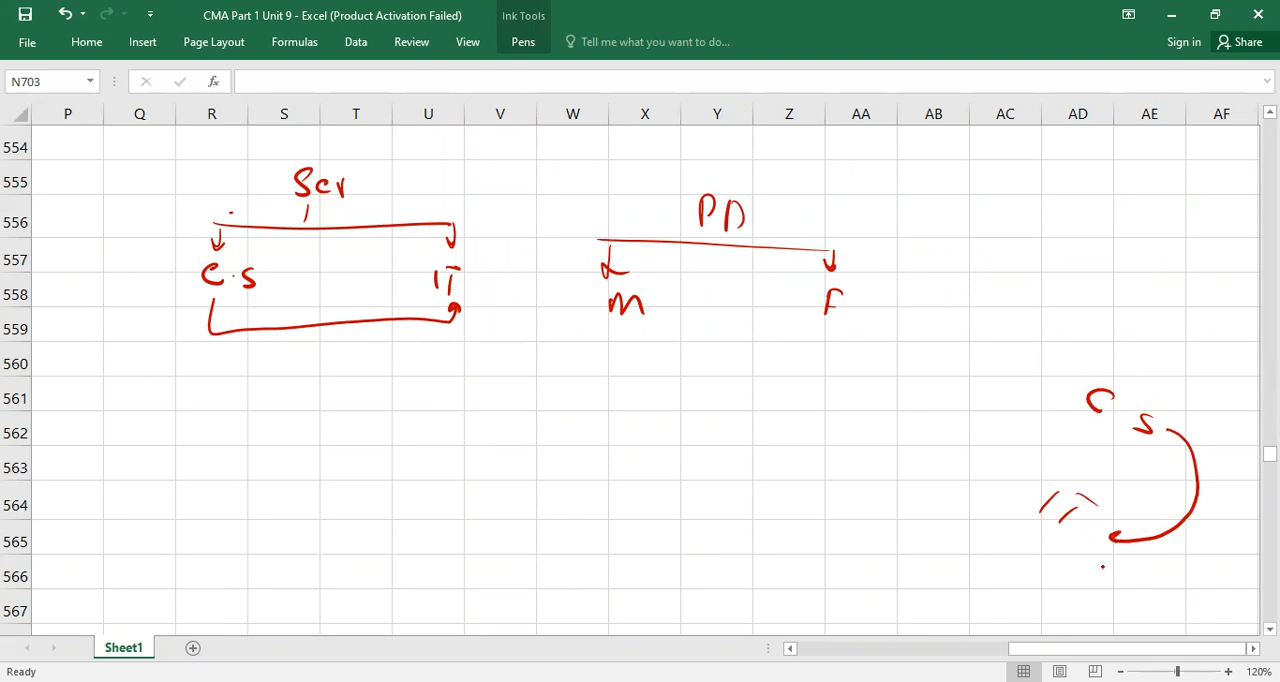 CMA Part 1 Unit 9 - Excel (Product Activation Failed)
Ink Tools
File Home Insert Page Layout Formulas Data Review View Pens Tell me what you want to do... Sign in Share
N703
fx
P Q R S T U V W X Y Z AA AB AC AD AE AF
554
555 Ser
556 PD
557
558 C.S IT M F
559
560
561 C
562 S
563
564 IT
565
566
567
Sheet1
Ready 120%